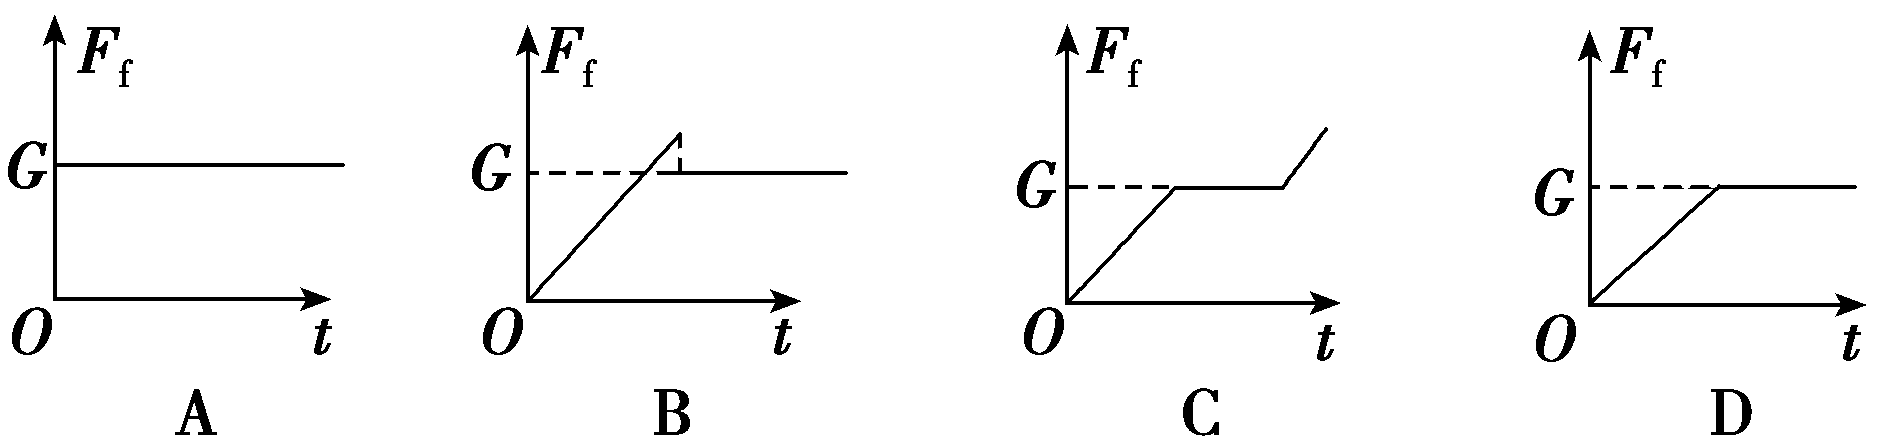 F_f F_f F_f F_f
G G G G
O t O t O t O t
A B C D